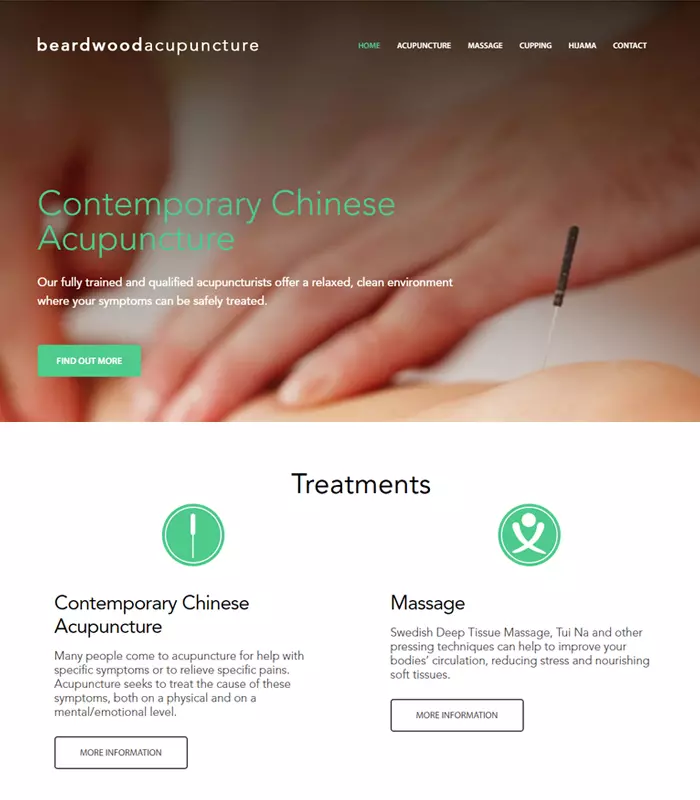 beardwoodacupuncture
HOME ACUPUNCTURE MASSAGE CUPPING HIJAMA CONTACT
Contemporary Chinese
Acupuncture
Our fully trained and qualified acupuncturists offer a relaxed, clean environment
where your symptoms can be safely treated.
FIND OUT MORE
Treatments
Contemporary Chinese
Acupuncture
Many people come to acupuncture for help with
specific symptoms or to relieve specific pains.
Acupuncture seeks to treat the cause of these
symptoms, both on a physical and on a
mental/emotional level.
MORE INFORMATION
Massage
Swedish Deep Tissue Massage, Tui Na and other
pressing techniques can help to improve your
bodies’ circulation, reducing stress and nourishing
soft tissues.
MORE INFORMATION